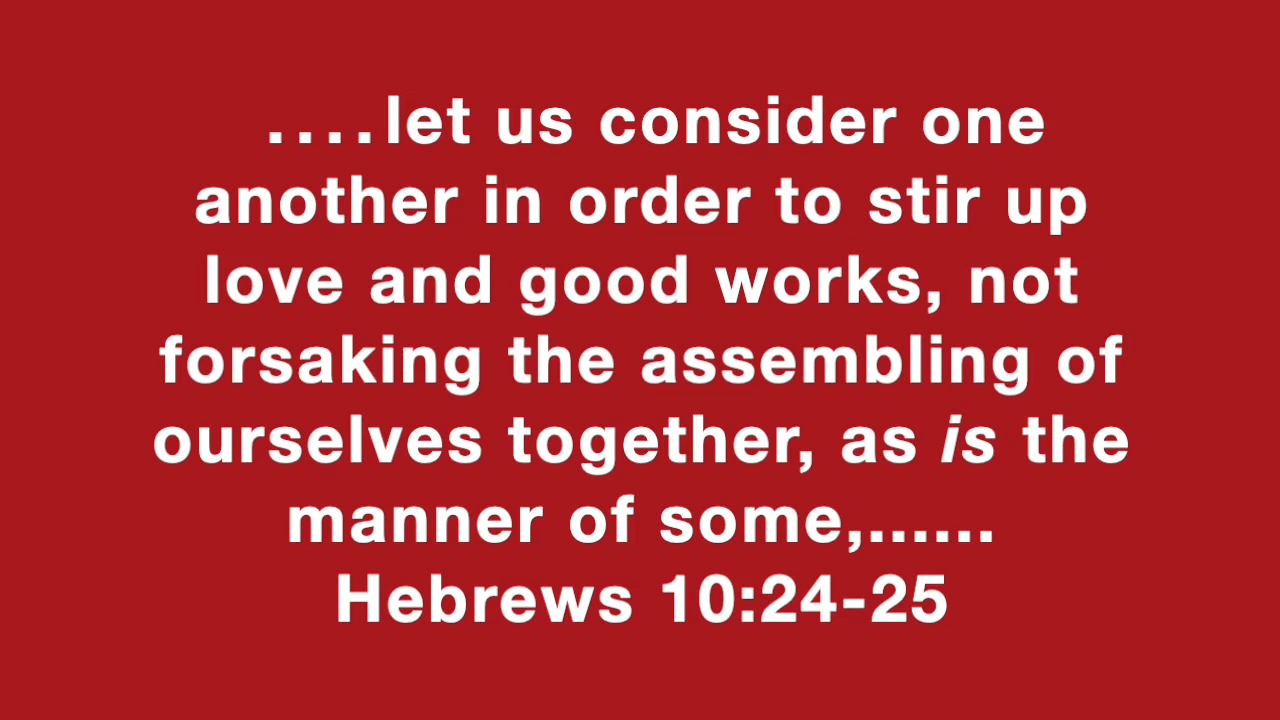 ....let us consider one
another in order to stir up
love and good works, not
forsaking the assembling of
ourselves together, as is the
manner of some,......
Hebrews 10:24-25